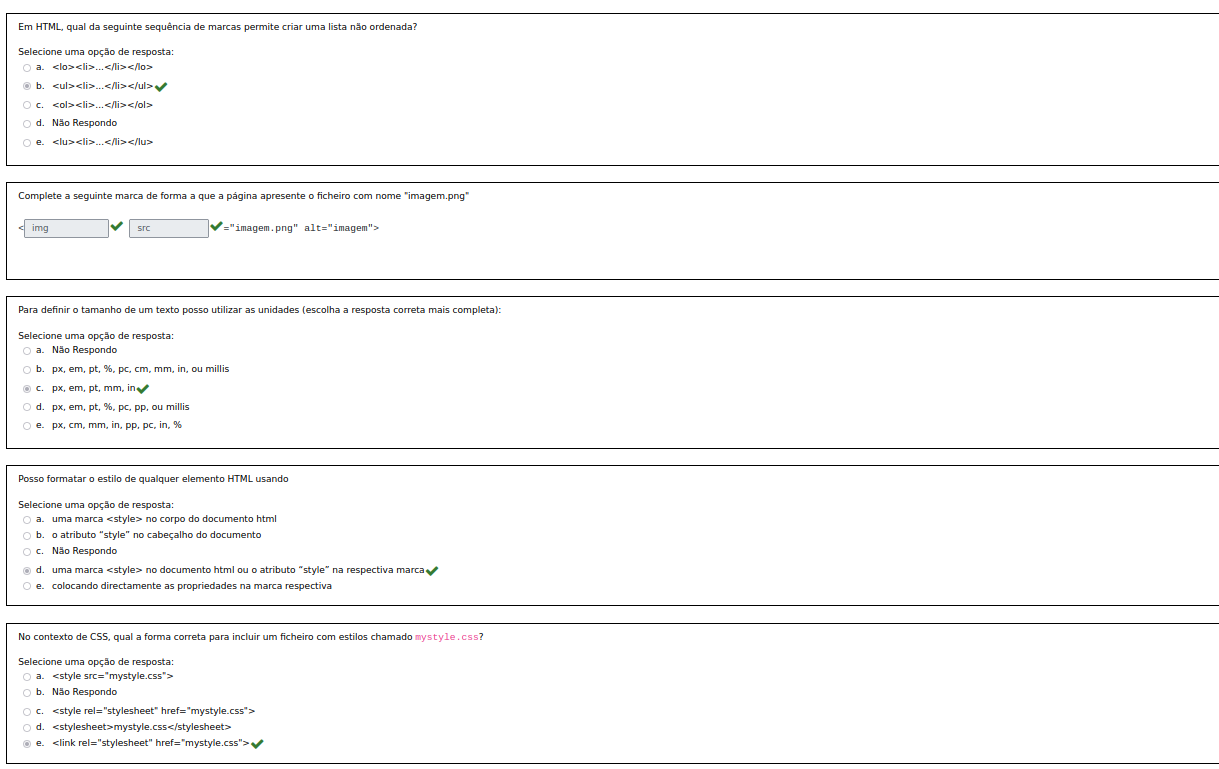 Em HTML, qual da seguinte sequência de marcas permite criar uma lista não ordenada?
Selecione uma opção de resposta:
a. <lo><li>...</li></lo>
b. <ul><li>...</li></ul>
c. <ol><li>...</li></ol>
d. Não Respondo
e. <lu><li>...</li></lu>
Complete a seguinte marca de forma a que a página apresente o ficheiro com nome "imagem.png"
< img src ="imagem.png" alt="imagem">
Para definir o tamanho de um texto posso utilizar as unidades (escolha a resposta correta mais completa):
Selecione uma opção de resposta:
a. Não Respondo
b. px, em, pt, %, pc, cm, mm, in, ou millis
c. px, em, pt, mm, in
d. px, em, pt, %, pc, pp, ou millis
e. px, cm, mm, in, pp, pc, in, %
Posso formatar o estilo de qualquer elemento HTML usando
Selecione uma opção de resposta:
a. uma marca <style> no corpo do documento html
b. o atributo “style” no cabeçalho do documento
c. Não Respondo
d. uma marca <style> no documento html ou o atributo “style” na respectiva marca
e. colocando directamente as propriedades na marca respectiva
No contexto de CSS, qual a forma correta para incluir um ficheiro com estilos chamado mystyle.css?
Selecione uma opção de resposta:
a. <style src="mystyle.css">
b. Não Respondo
c. <style rel="stylesheet" href="mystyle.css">
d. <stylesheet>mystyle.css</stylesheet>
e. <link rel="stylesheet" href="mystyle.css">